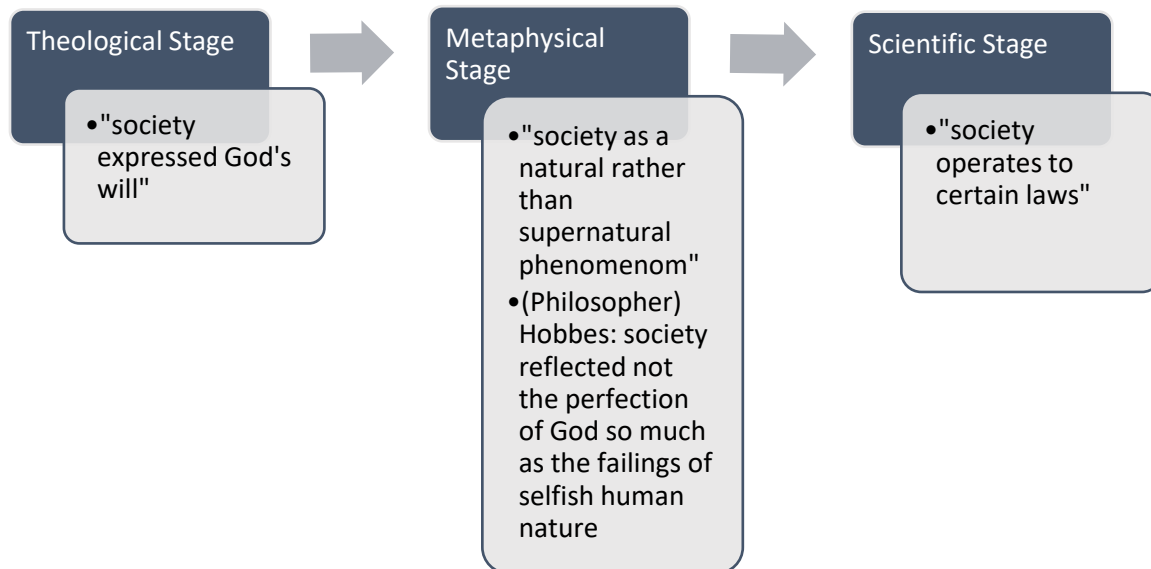 Theological Stage
•"society
expressed God's
will"
Metaphysical
Stage
•"society as a
natural rather
than
supernatural
phenomenom"
•(Philosopher)
Hobbes: society
reflected not
the perfection
of God so much
as the failings of
selfish human
nature
Scientific Stage
•"society
operates to
certain laws"